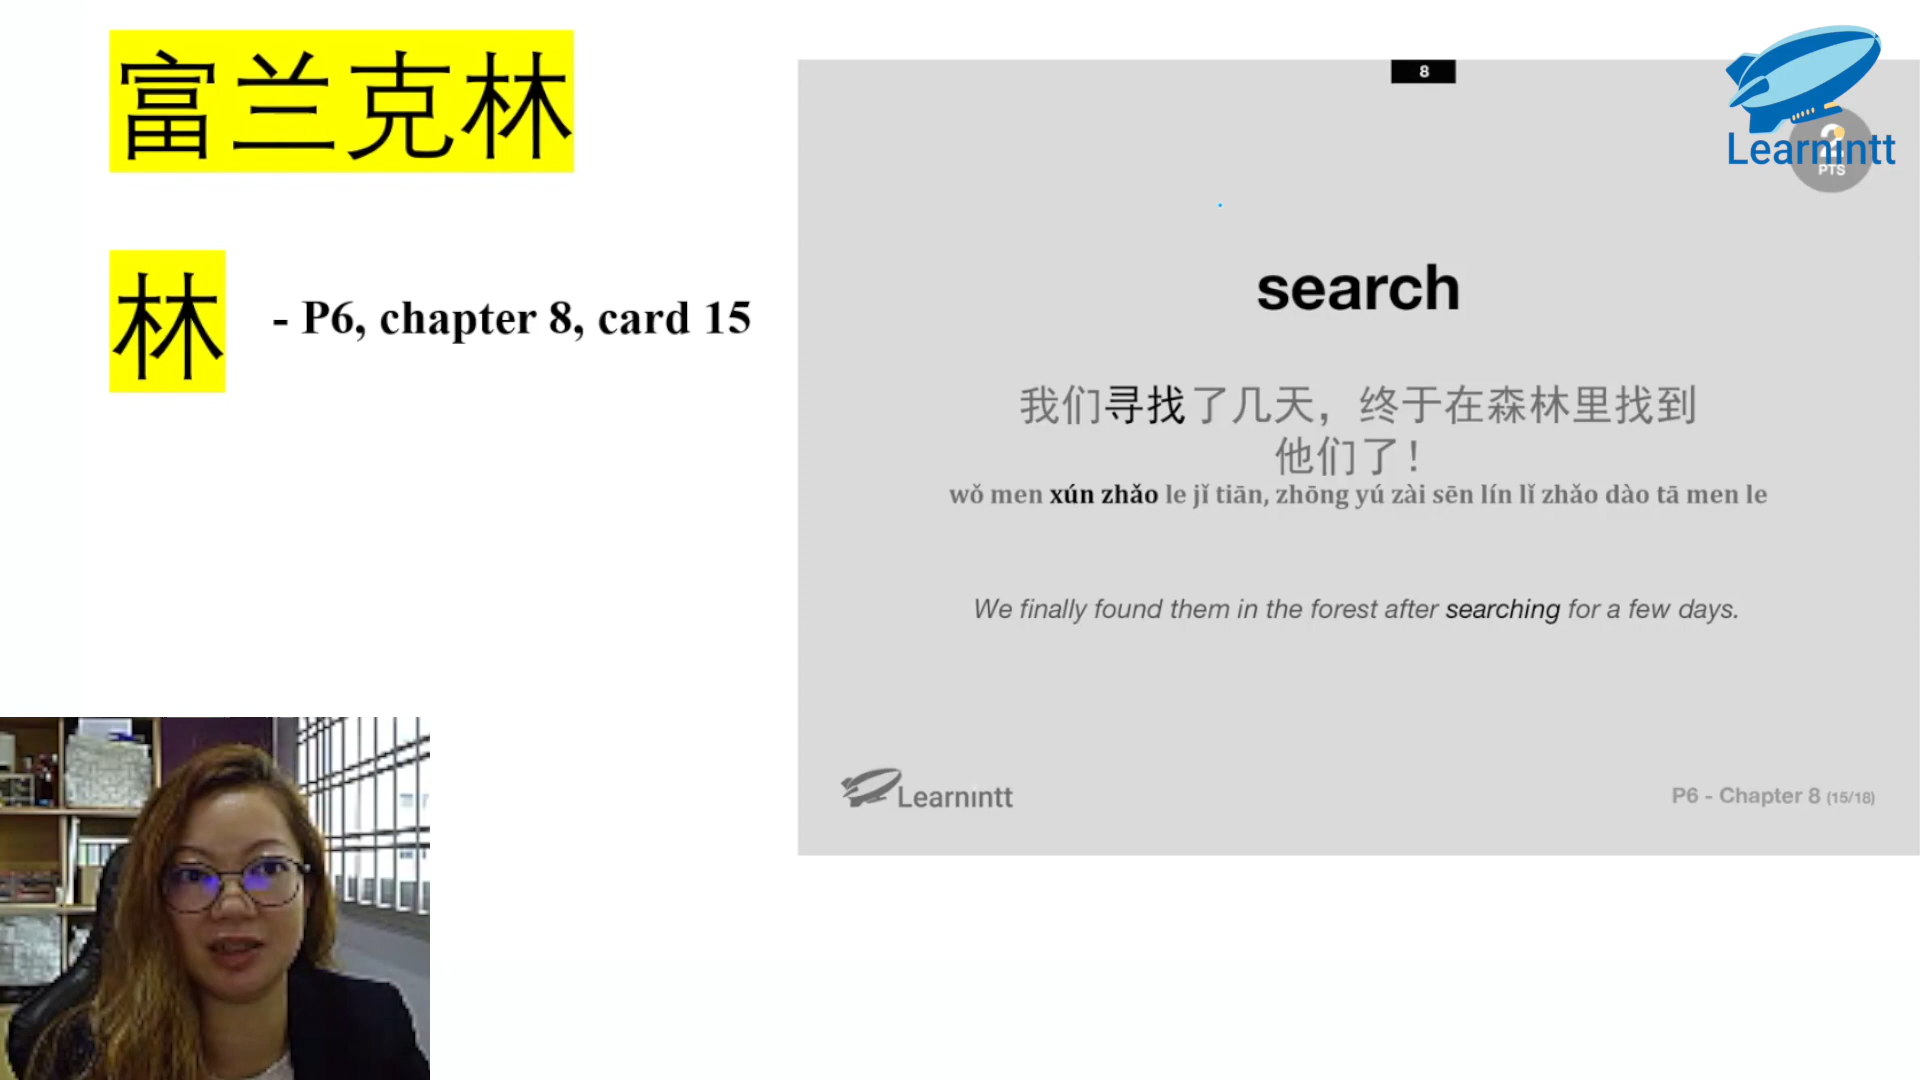 富兰克林
林
- P6, chapter 8, card 15
8
Learnintt
2
PTS
search
我们寻找了几天，终于在森林里找到
他们了！
wǒ men xún zhǎo le jǐ tiān, zhōng yú zài sēn lín lǐ zhǎo dào tā men le
We finally found them in the forest after searching for a few days.
Learnintt
P6 - Chapter 8 (15/18)